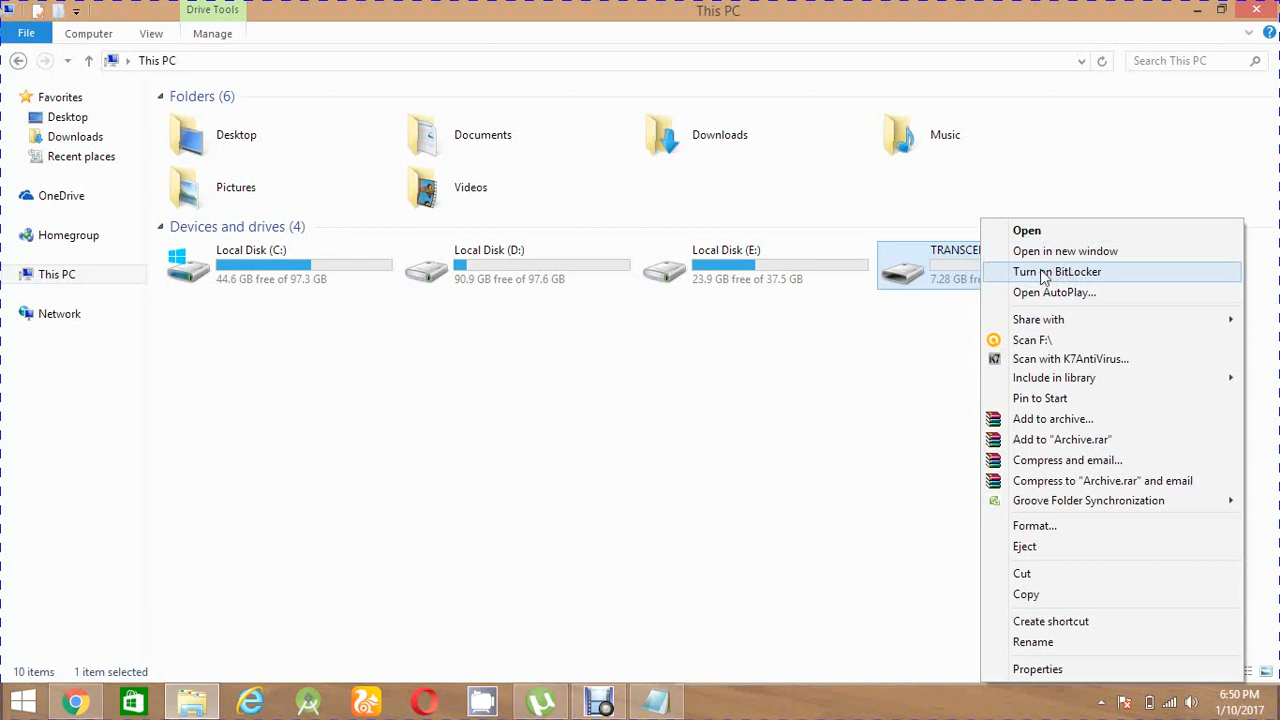 Drive Tools
This PC
File
Computer
View
Manage
This PC
Search This PC
Favorites
Desktop
Downloads
Recent places
OneDrive
Homegroup
This PC
Network
Folders (6)
Desktop
Documents
Downloads
Music
Pictures
Videos
Devices and drives (4)
Local Disk (C:)
44.6 GB free of 97.3 GB
Local Disk (D:)
90.9 GB free of 97.6 GB
Local Disk (E:)
23.9 GB free of 37.5 GB
TRANSCE
7.28 GB fre
Open
Open in new window
Turn on BitLocker
Open AutoPlay...
Share with
Scan F:\
K7 Scan with K7AntiVirus...
Include in library
Pin to Start
Add to archive...
Add to "Archive.rar"
Compress and email...
Compress to "Archive.rar" and email
Groove Folder Synchronization
Format...
Eject
Cut
Copy
Create shortcut
Rename
Properties
10 items
1 item selected
6:50 PM
1/10/2017